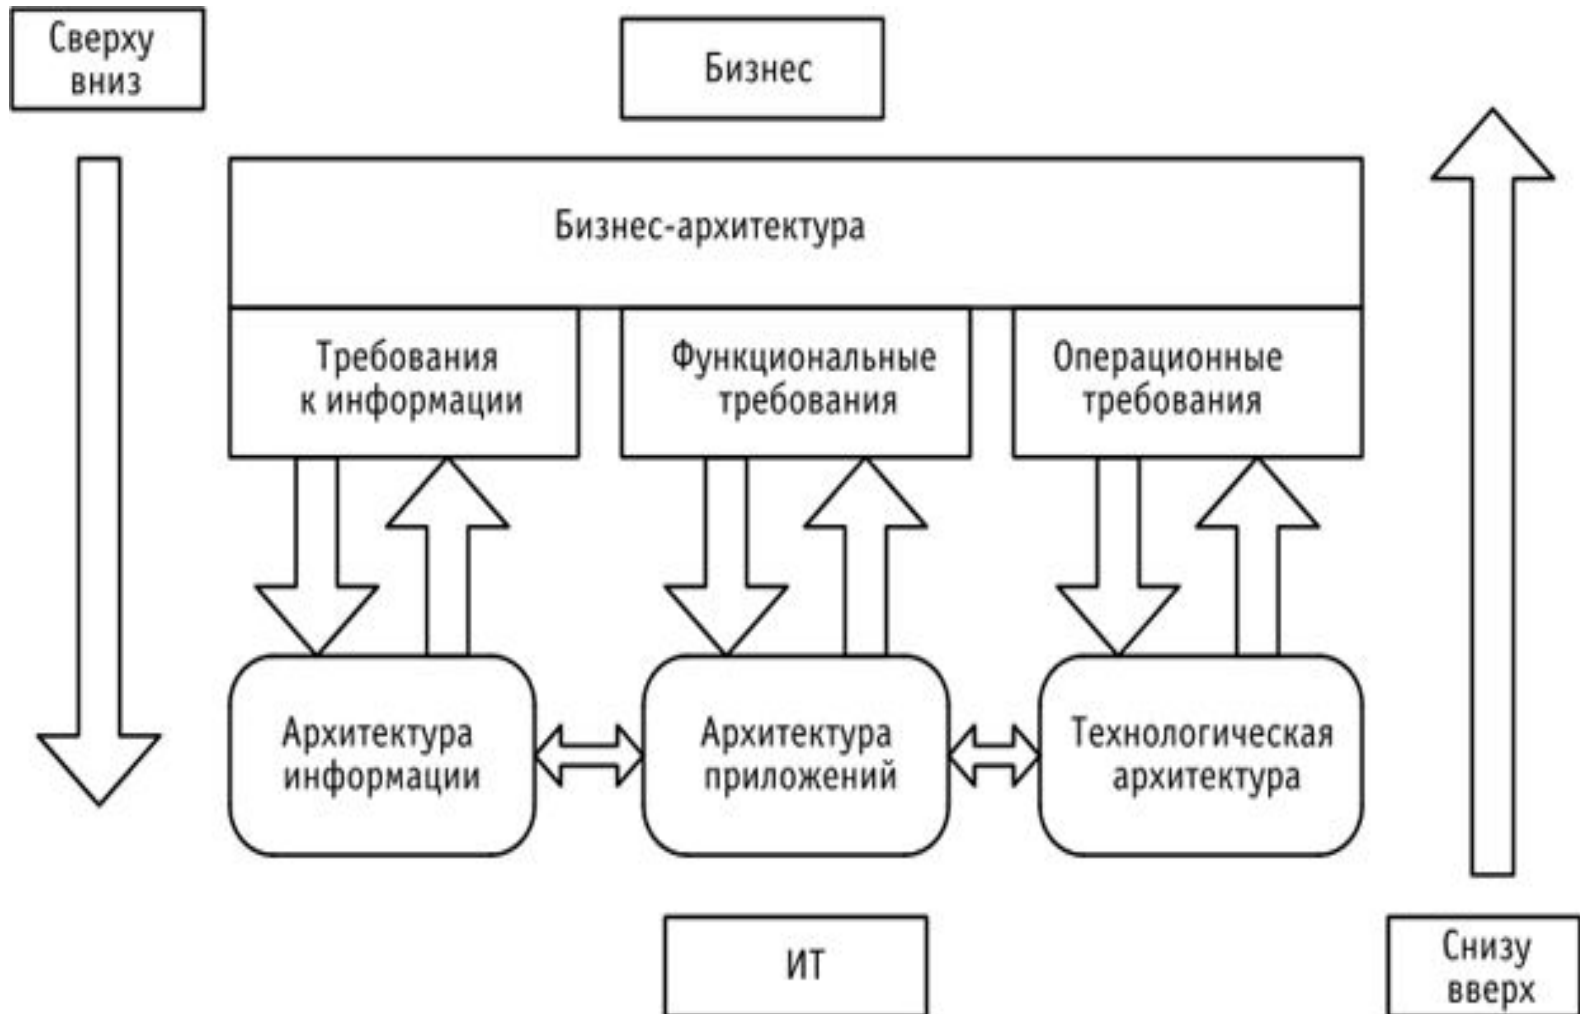 Сверху
вниз
Бизнес
Бизнес-архитектура
Требования
к информации
Функциональные
требования
Операционные
требования
Архитектура
информации
Архитектура
приложений
Технологическая
архитектура
ИТ
Снизу
вверх